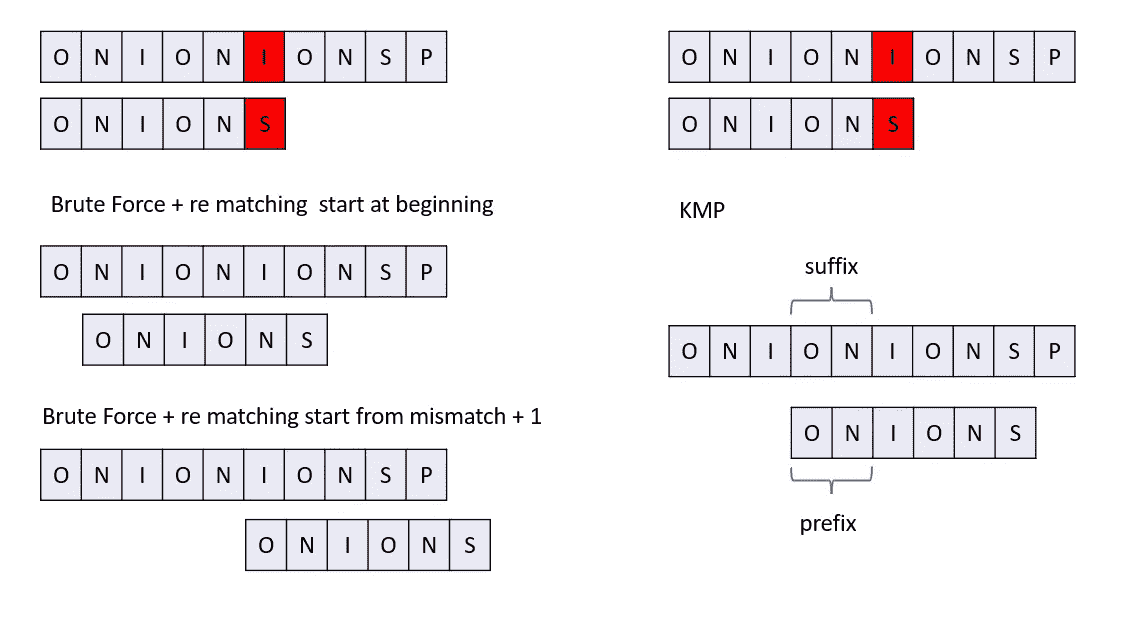 O N I O N I O N S P
O N I O N S
Brute Force + re matching start at beginning
O N I O N I O N S P
O N I O N S
Brute Force + re matching start from mismatch + 1
O N I O N I O N S P
O N I O N S
O N I O N I O N S P
O N I O N S
KMP
suffix
O N I O N I O N S P
O N I O N S
prefix